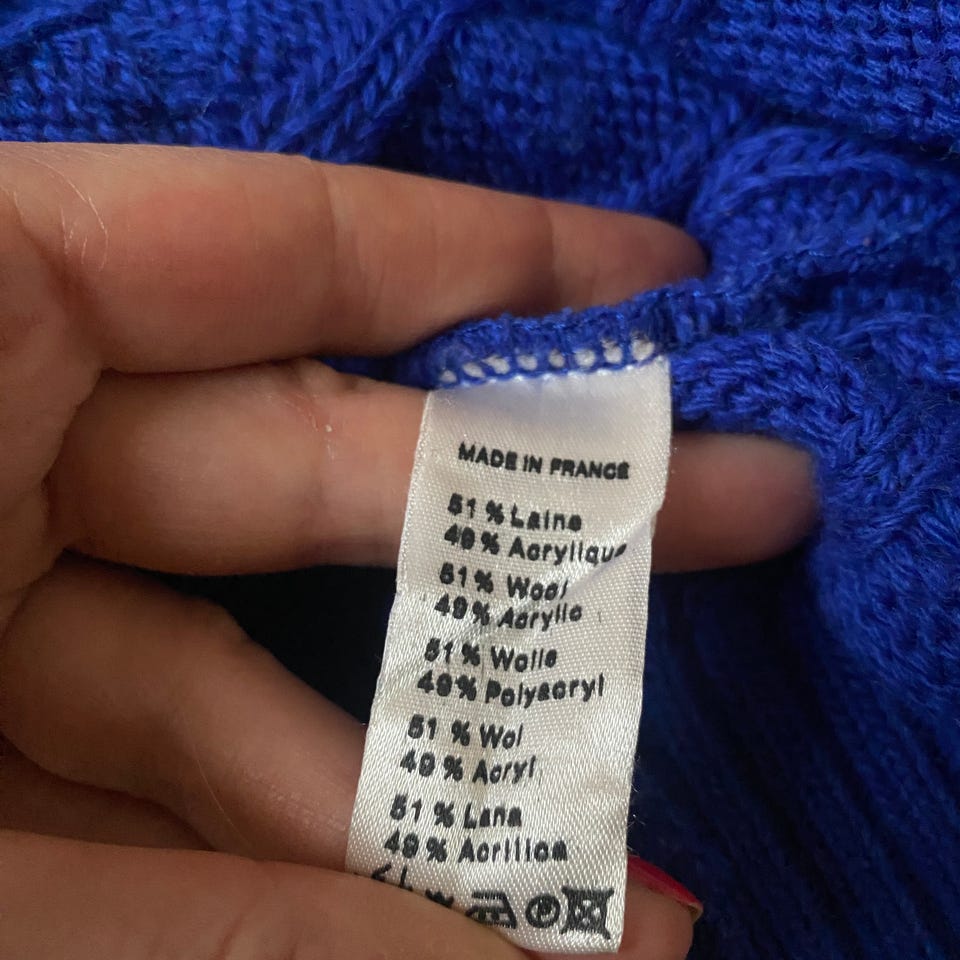 MADE IN FRANCE
51 % Laine
49 % Acrylique
51 % Wool
49 % Acrylic
51 % Wolle
49 % Polyacryl
51 % Wol
49 % Acryl
51 % Lana
49 % Acrilica
P